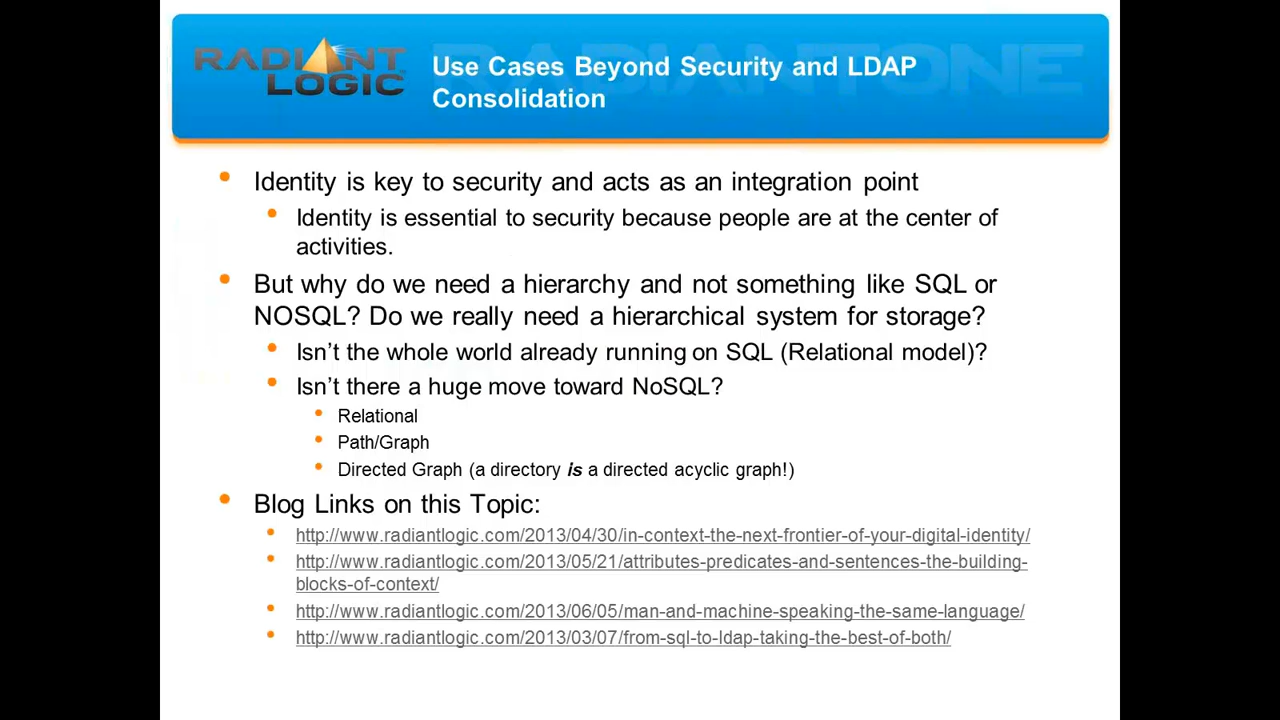 RADIANT
LOGIC
RADIANTONE
Use Cases Beyond Security and LDAP
Consolidation
• Identity is key to security and acts as an integration point
• Identity is essential to security because people are at the center of
activities.
• But why do we need a hierarchy and not something like SQL or
NOSQL? Do we really need a hierarchical system for storage?
• Isn’t the whole world already running on SQL (Relational model)?
• Isn’t there a huge move toward NoSQL?
• Relational
• Path/Graph
• Directed Graph (a directory is a directed acyclic graph!)
• Blog Links on this Topic:
• http://www.radiantlogic.com/2013/04/30/in-context-the-next-frontier-of-your-digital-identity/
• http://www.radiantlogic.com/2013/05/21/attributes-predicates-and-sentences-the-building-
blocks-of-context/
• http://www.radiantlogic.com/2013/06/05/man-and-machine-speaking-the-same-language/
• http://www.radiantlogic.com/2013/03/07/from-sql-to-ldap-taking-the-best-of-both/